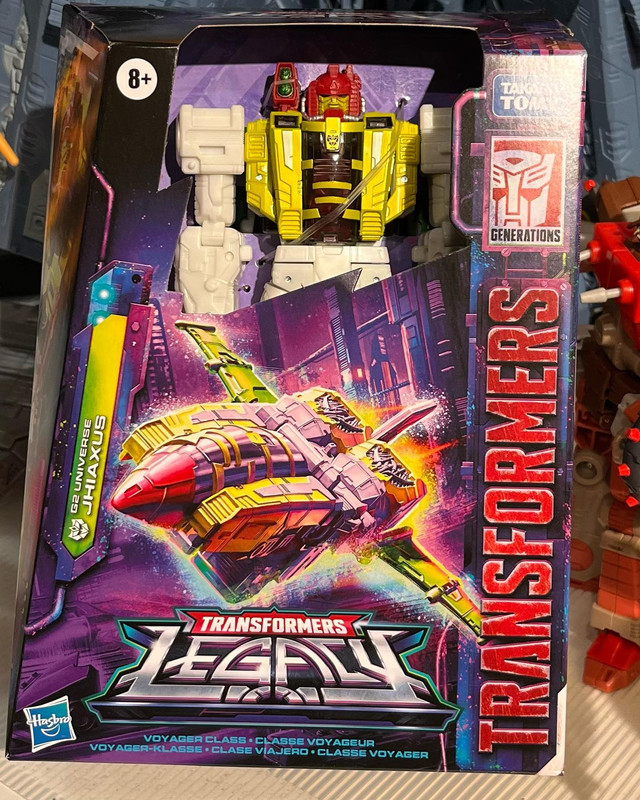 8+
TAKARA
TOMY
GENERATIONS
TRANSFORMERS
G2 UNIVERSE
JHIAXUS
TRANSFORMERS
LEGACY
Hasbro
VOYAGER CLASS • CLASSE VOYAGEUR
VOYAGER-KLASSE • CLASE VIAJERO • CLASSE VOYAGER